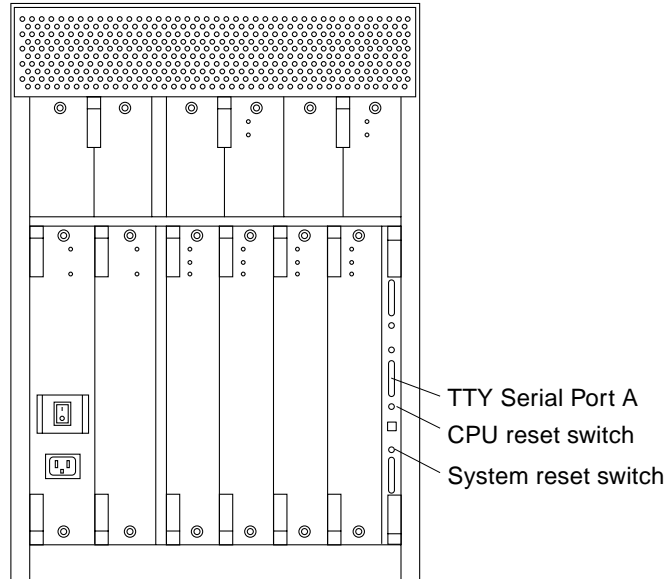 TTY Serial Port A
CPU reset switch
System reset switch